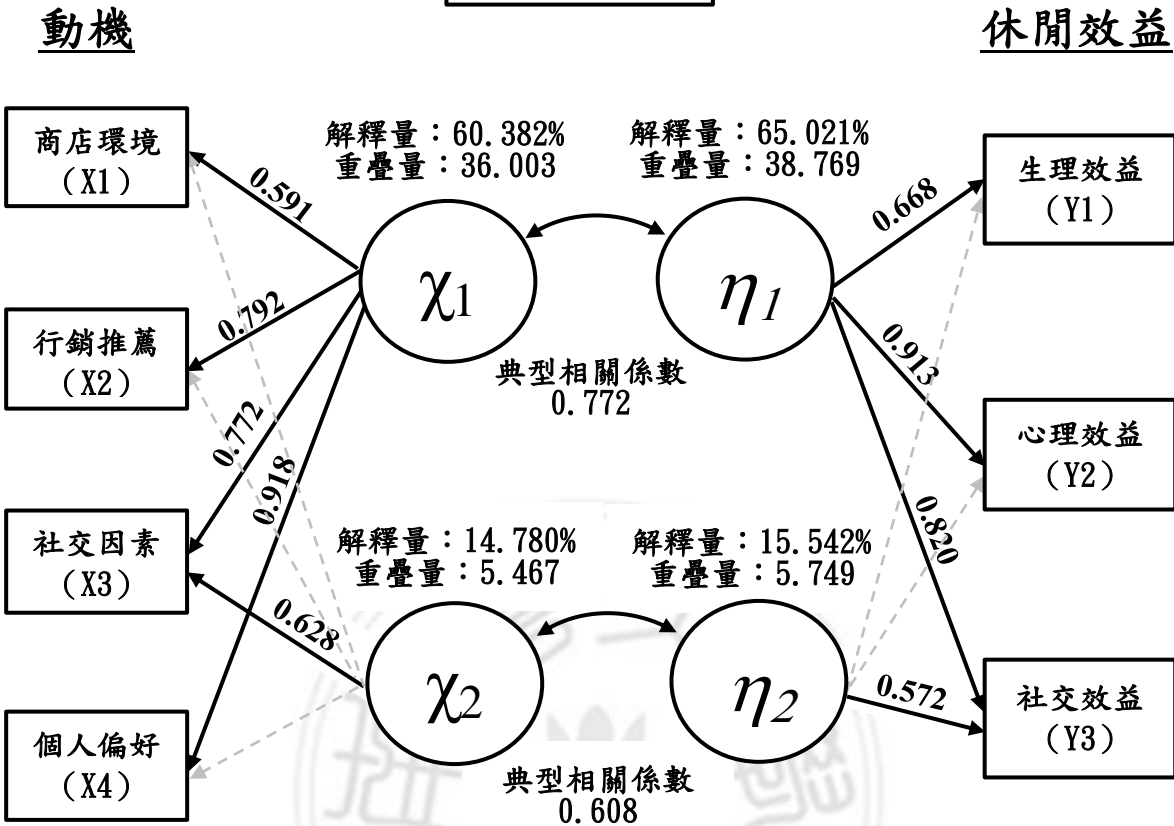 動機
休閒效益
商店環境
（X1）
行銷推薦
（X2）
社交因素
（X3）
個人偏好
（X4）
解釋量：60.382%
重疊量：36.003
解釋量：65.021%
重疊量：38.769
χ1
η1
典型相關係數
0.772
0.591
0.792
0.772
0.918
0.668
0.913
0.820
解釋量：14.780%
重疊量：5.467
解釋量：15.542%
重疊量：5.749
χ2
η2
典型相關係數
0.608
0.628
0.572
生理效益
（Y1）
心理效益
（Y2）
社交效益
（Y3）